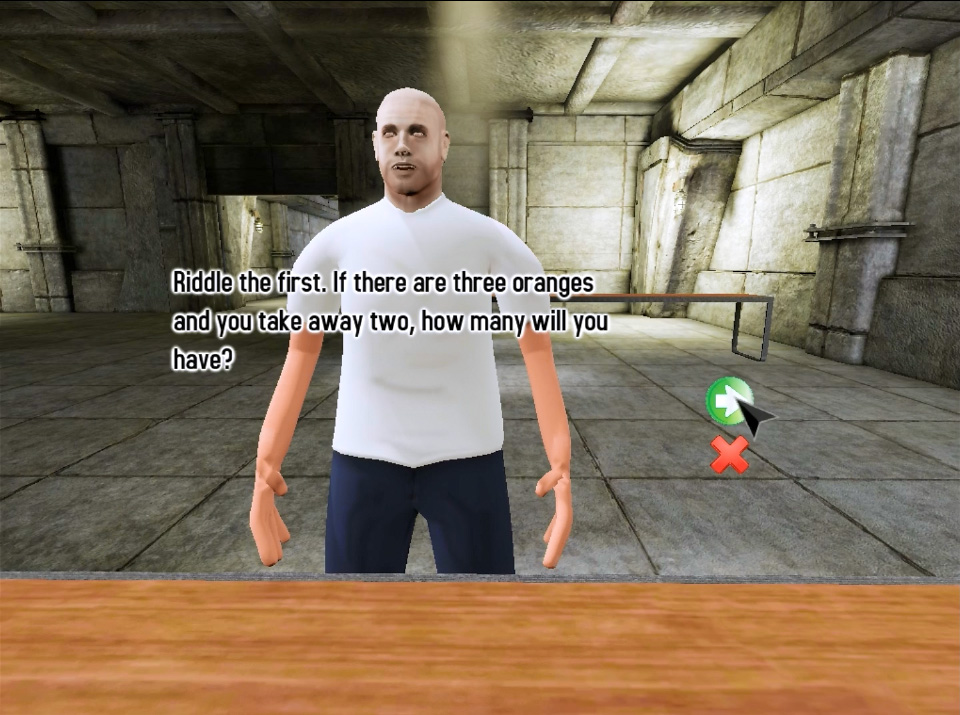 Riddle the first. If there are three oranges
and you take away two, how many will you
have?